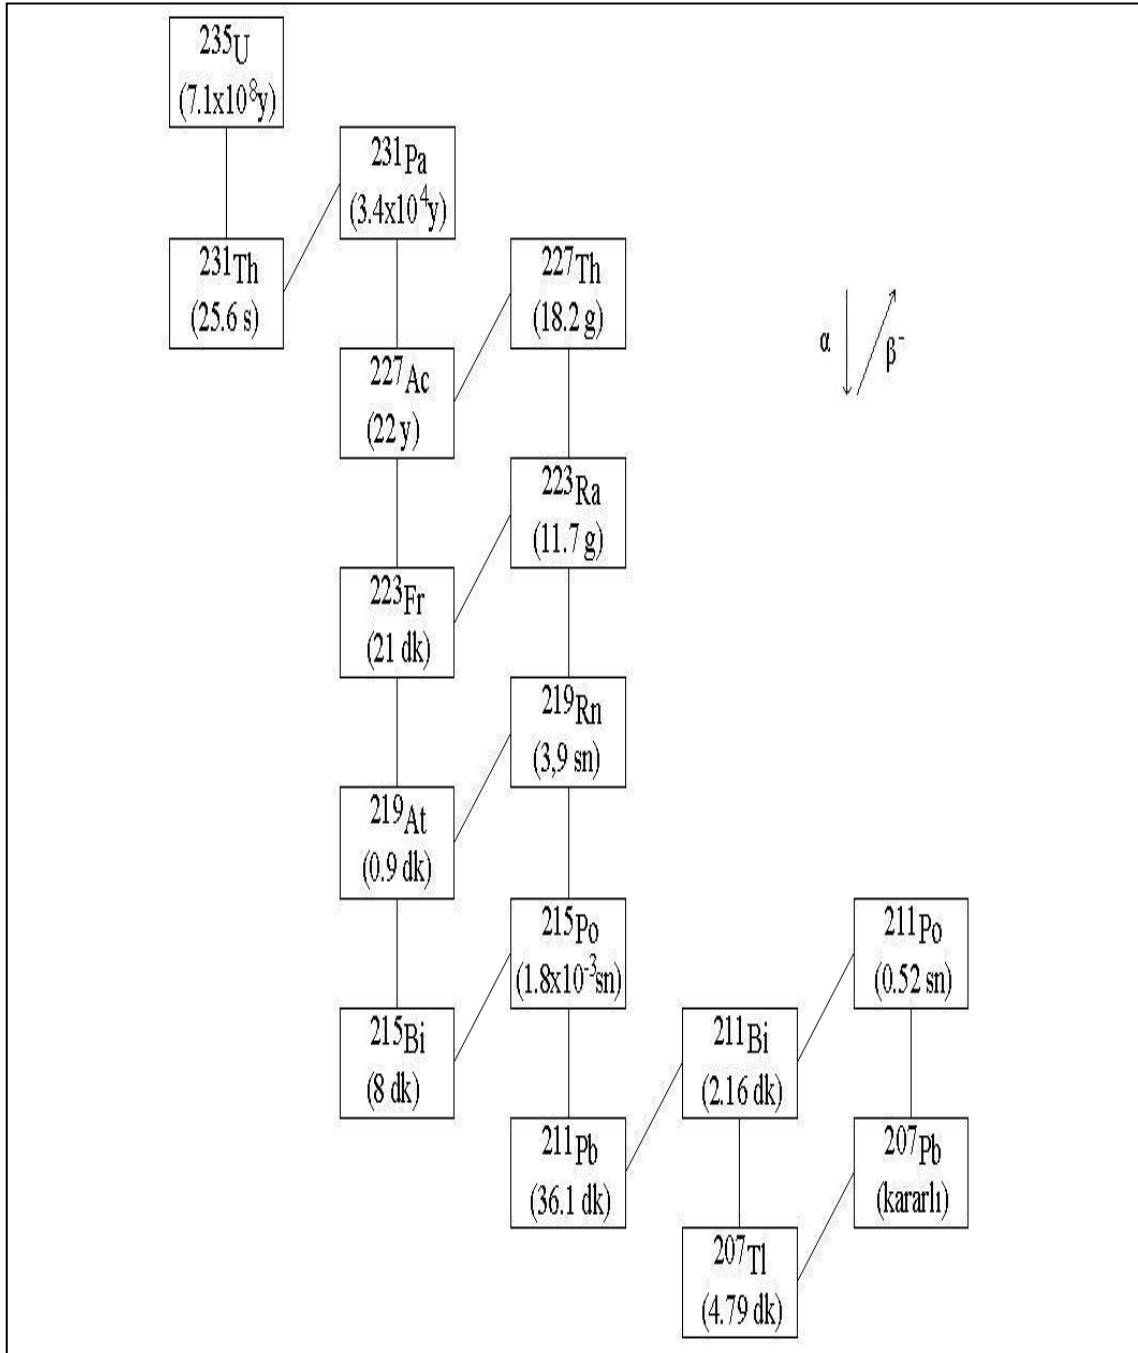 ²³⁵U
(7.1x10⁸y)
²³¹Pa
(3.4x10⁴y)
²³¹Th
(25.6 s)
²²⁷Th
(18.2 g)
α
β⁻
²²⁷Ac
(22 y)
²²³Ra
(11.7 g)
²²³Fr
(21 dk)
²¹⁹Rn
(3,9 sn)
²¹⁹At
(0.9 dk)
²¹⁵Po
(1.8x10⁻³sn)
²¹¹Po
(0.52 sn)
²¹⁵Bi
(8 dk)
²¹¹Bi
(2.16 dk)
²¹¹Pb
(36.1 dk)
²⁰⁷Pb
(kararlı)
²⁰⁷Tl
(4.79 dk)